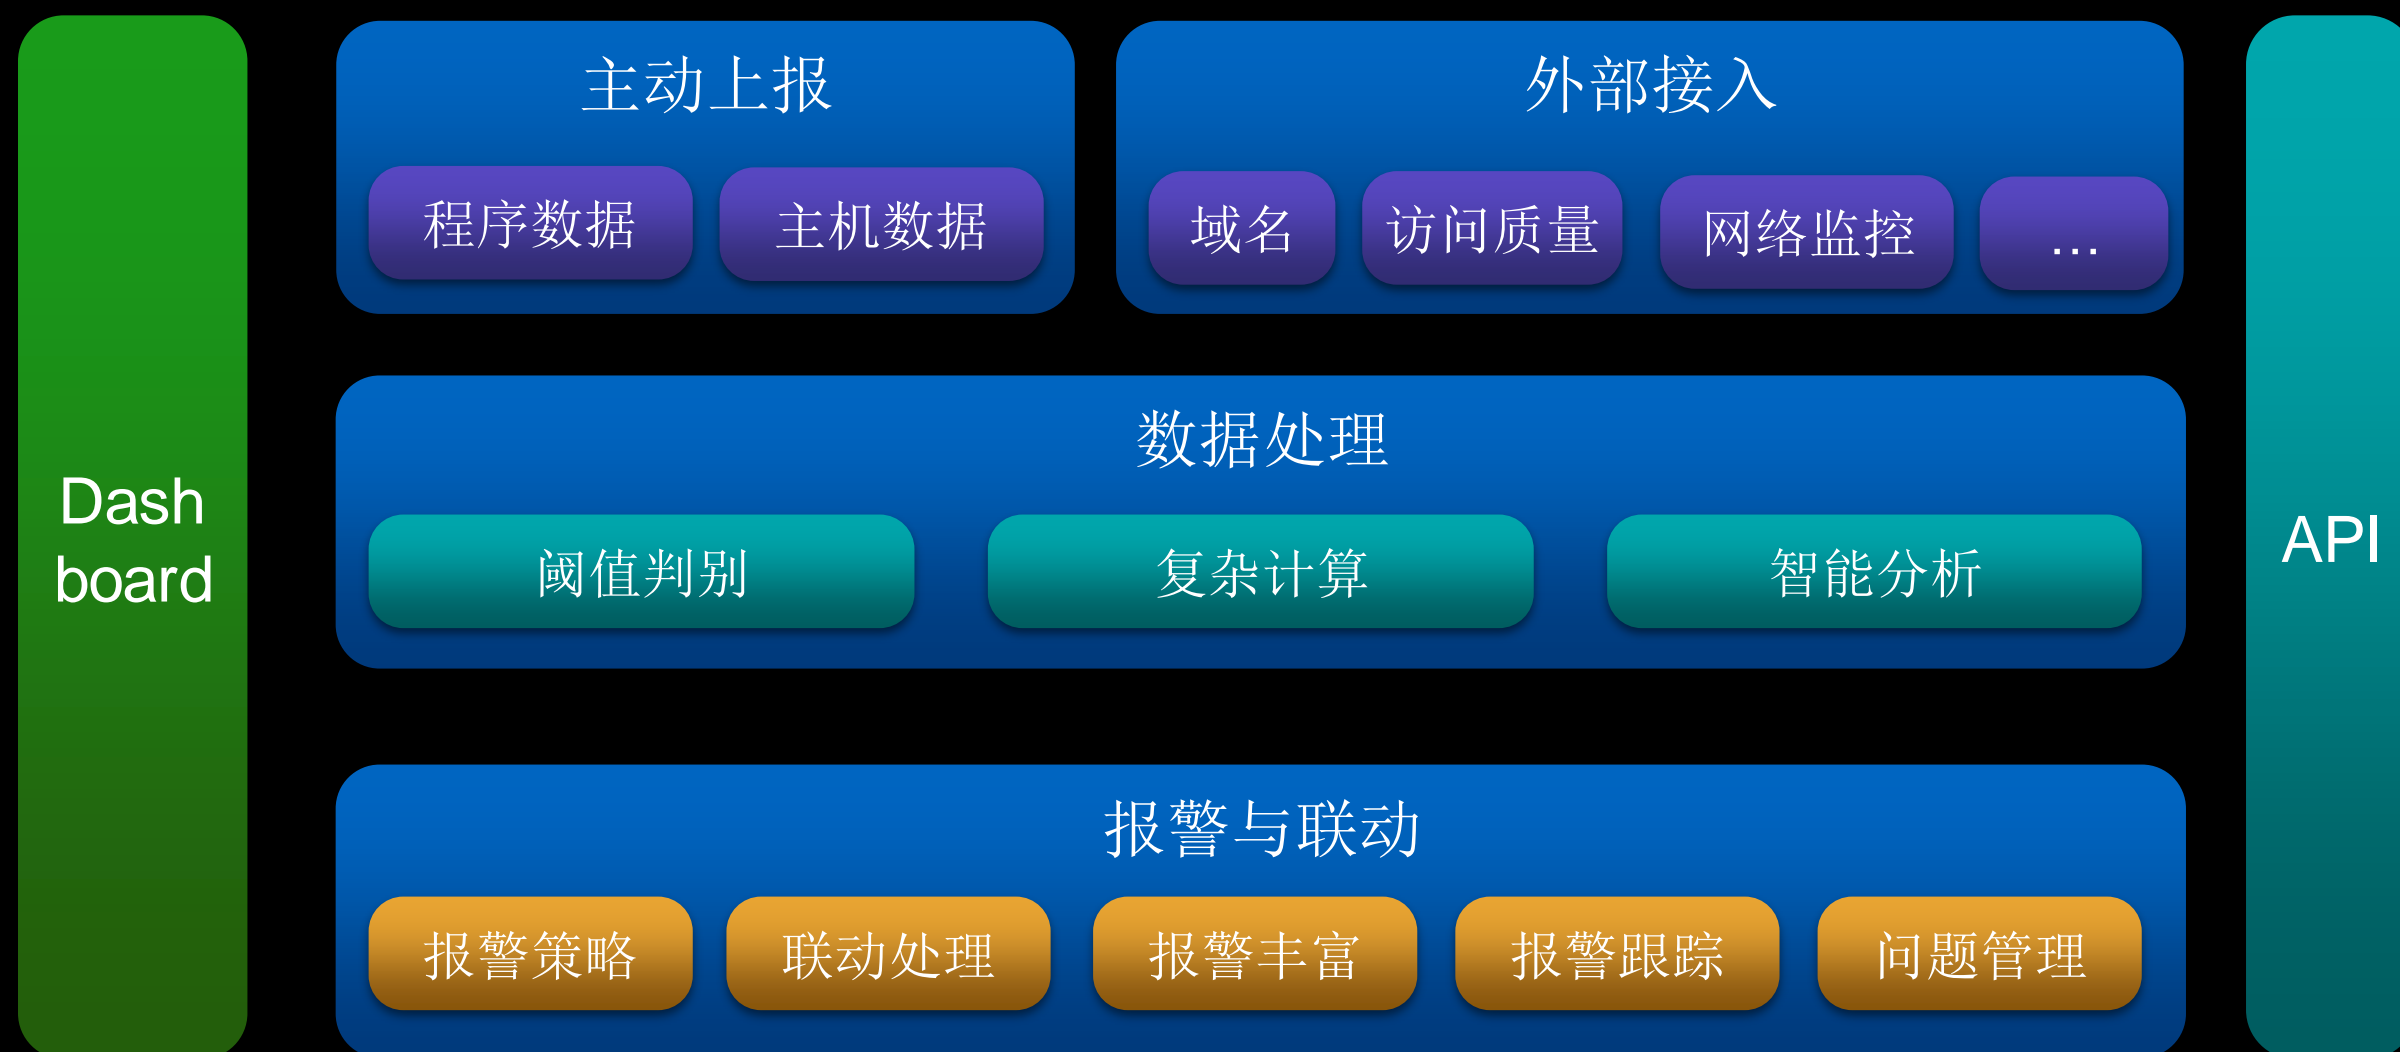 Dash
board
主动上报
程序数据
主机数据
外部接入
域名
访问质量
网络监控
...
数据处理
阈值判别
复杂计算
智能分析
报警与联动
报警策略
联动处理
报警丰富
报警跟踪
问题管理
API